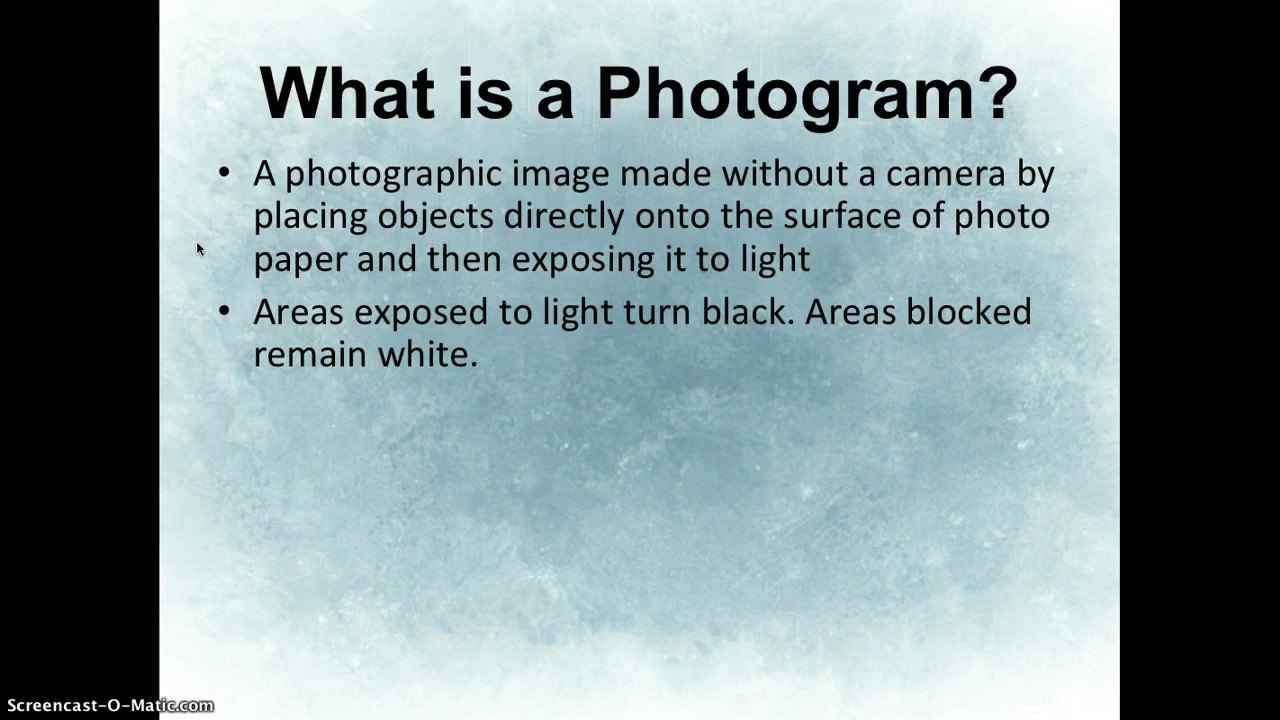 What is a Photogram?
• A photographic image made without a camera by
placing objects directly onto the surface of photo
paper and then exposing it to light
• Areas exposed to light turn black. Areas blocked
remain white.
Screencast-O-Matic.com